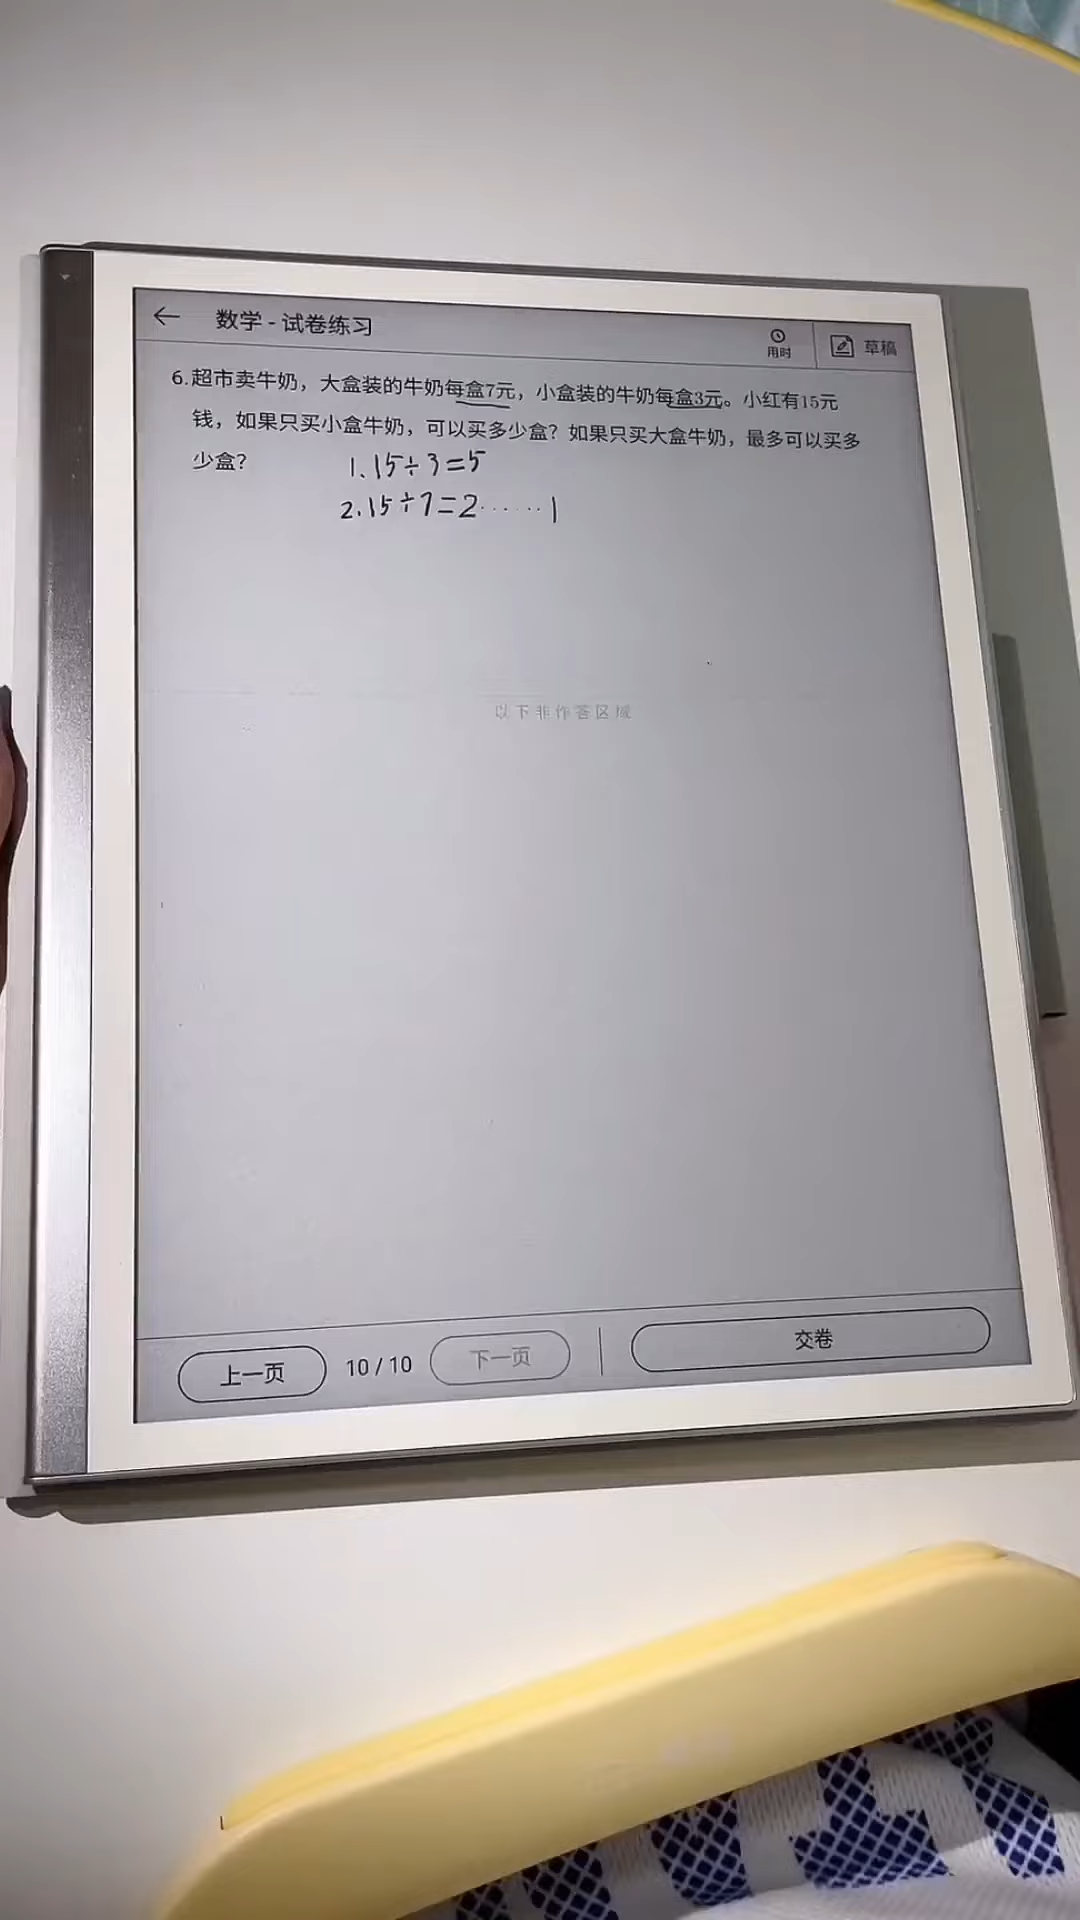 数学-试卷练习
用时
草稿
6.超市卖牛奶，大盒装的牛奶每盒7元，小盒装的牛奶每盒3元。小红有15元
钱，如果只买小盒牛奶，可以买多少盒？如果只买大盒牛奶，最多可以买多
少盒？
1.15÷3=5
2.15÷7=2……1
以下非作答区域
上一页
10/10
下一页
交卷